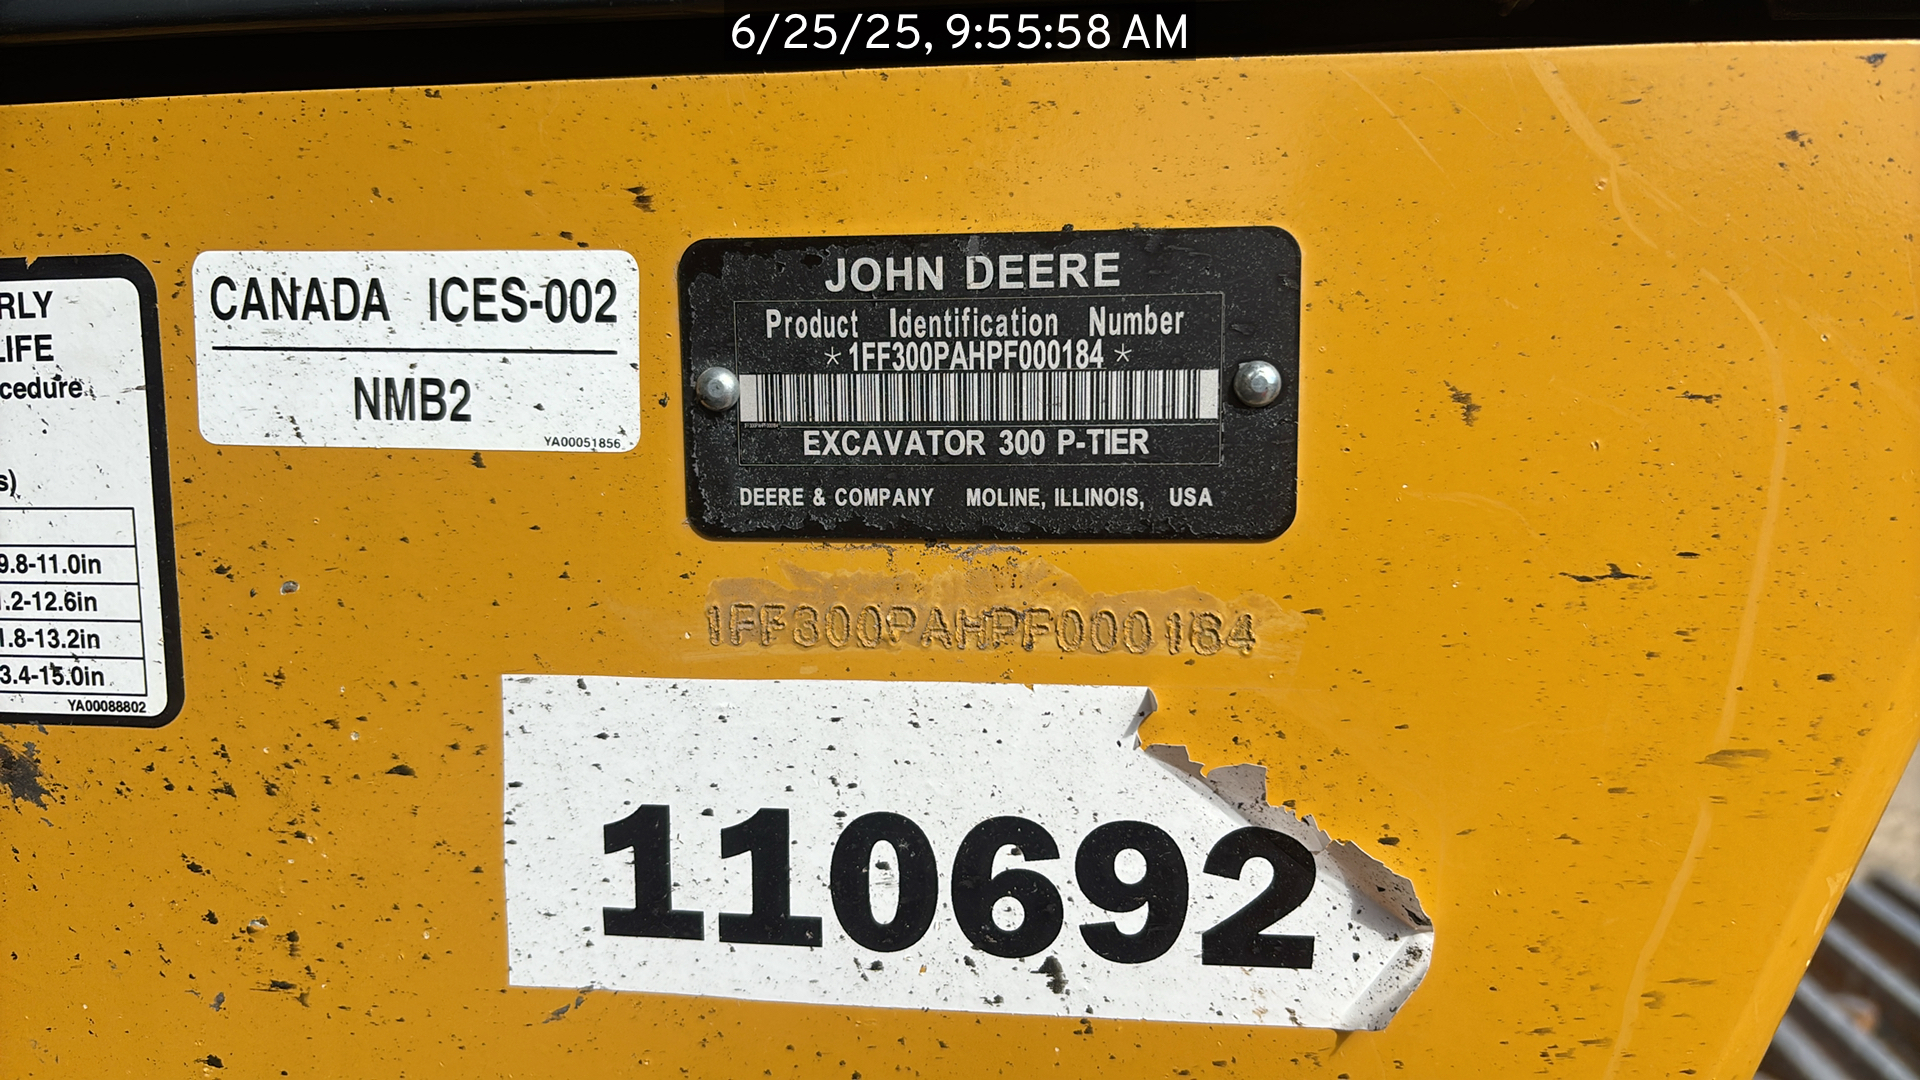 6/25/25, 9:55:58 AM
RLY
LIFE
cedure
s)
9.8-11.0in
.2-12.6in
1.8-13.2in
3.4-15.0in
YA00088802
CANADA ICES-002
NMB2
YA00051856
JOHN DEERE
Product Identification Number
*1FF300PAHPF000184*
EXCAVATOR 300 P-TIER
DEERE & COMPANY MOLINE, ILLINOIS, USA
1FF300PAHPF000184
110692